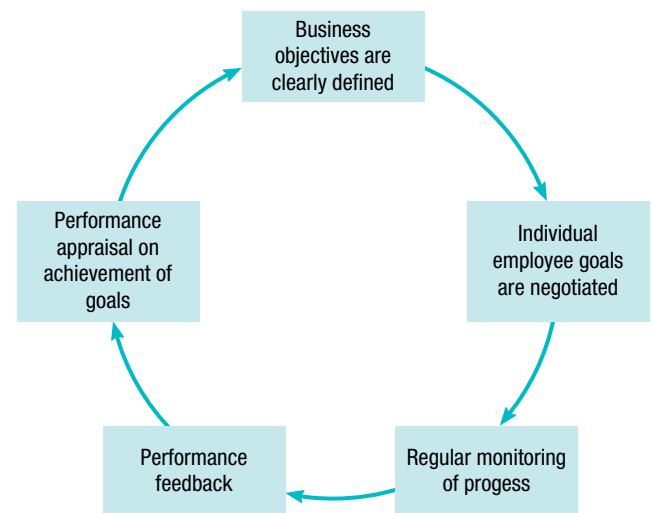 Business
objectives are
clearly defined
Individual
employee goals
are negotiated
Regular monitoring
of progess
Performance
feedback
Performance
appraisal on
achievement of
goals